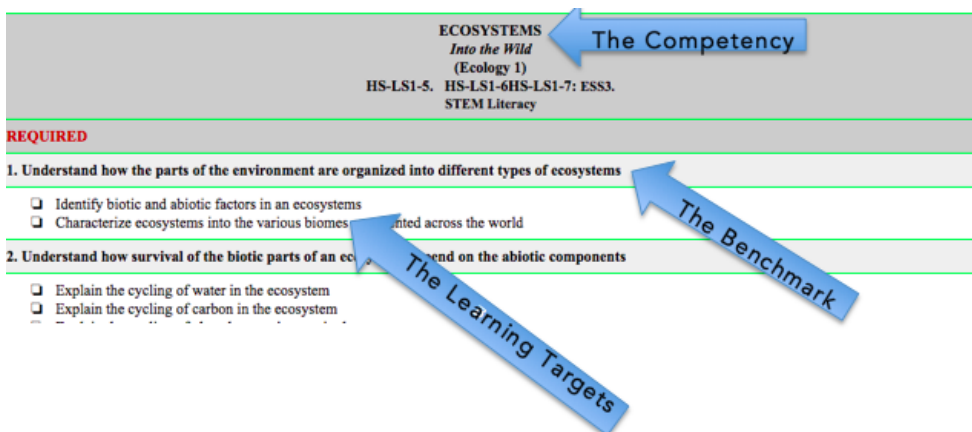 ECOSYSTEMS
The Competency
Into the Wild
(Ecology 1)
HS-LS1-5. HS-LS1-6HS-LS1-7: ESS3.
STEM Literacy
REQUIRED
1. Understand how the parts of the environment are organized into different types of ecosystems
The Benchmark
Identify biotic and abiotic factors in an ecosystems
Characterize ecosystems into the various biomes nted across the world
The Learning Targets
2. Understand how survival of the biotic parts of an ec end on the abiotic components
Explain the cycling of water in the ecosystem
Explain the cycling of carbon in the ecosystem